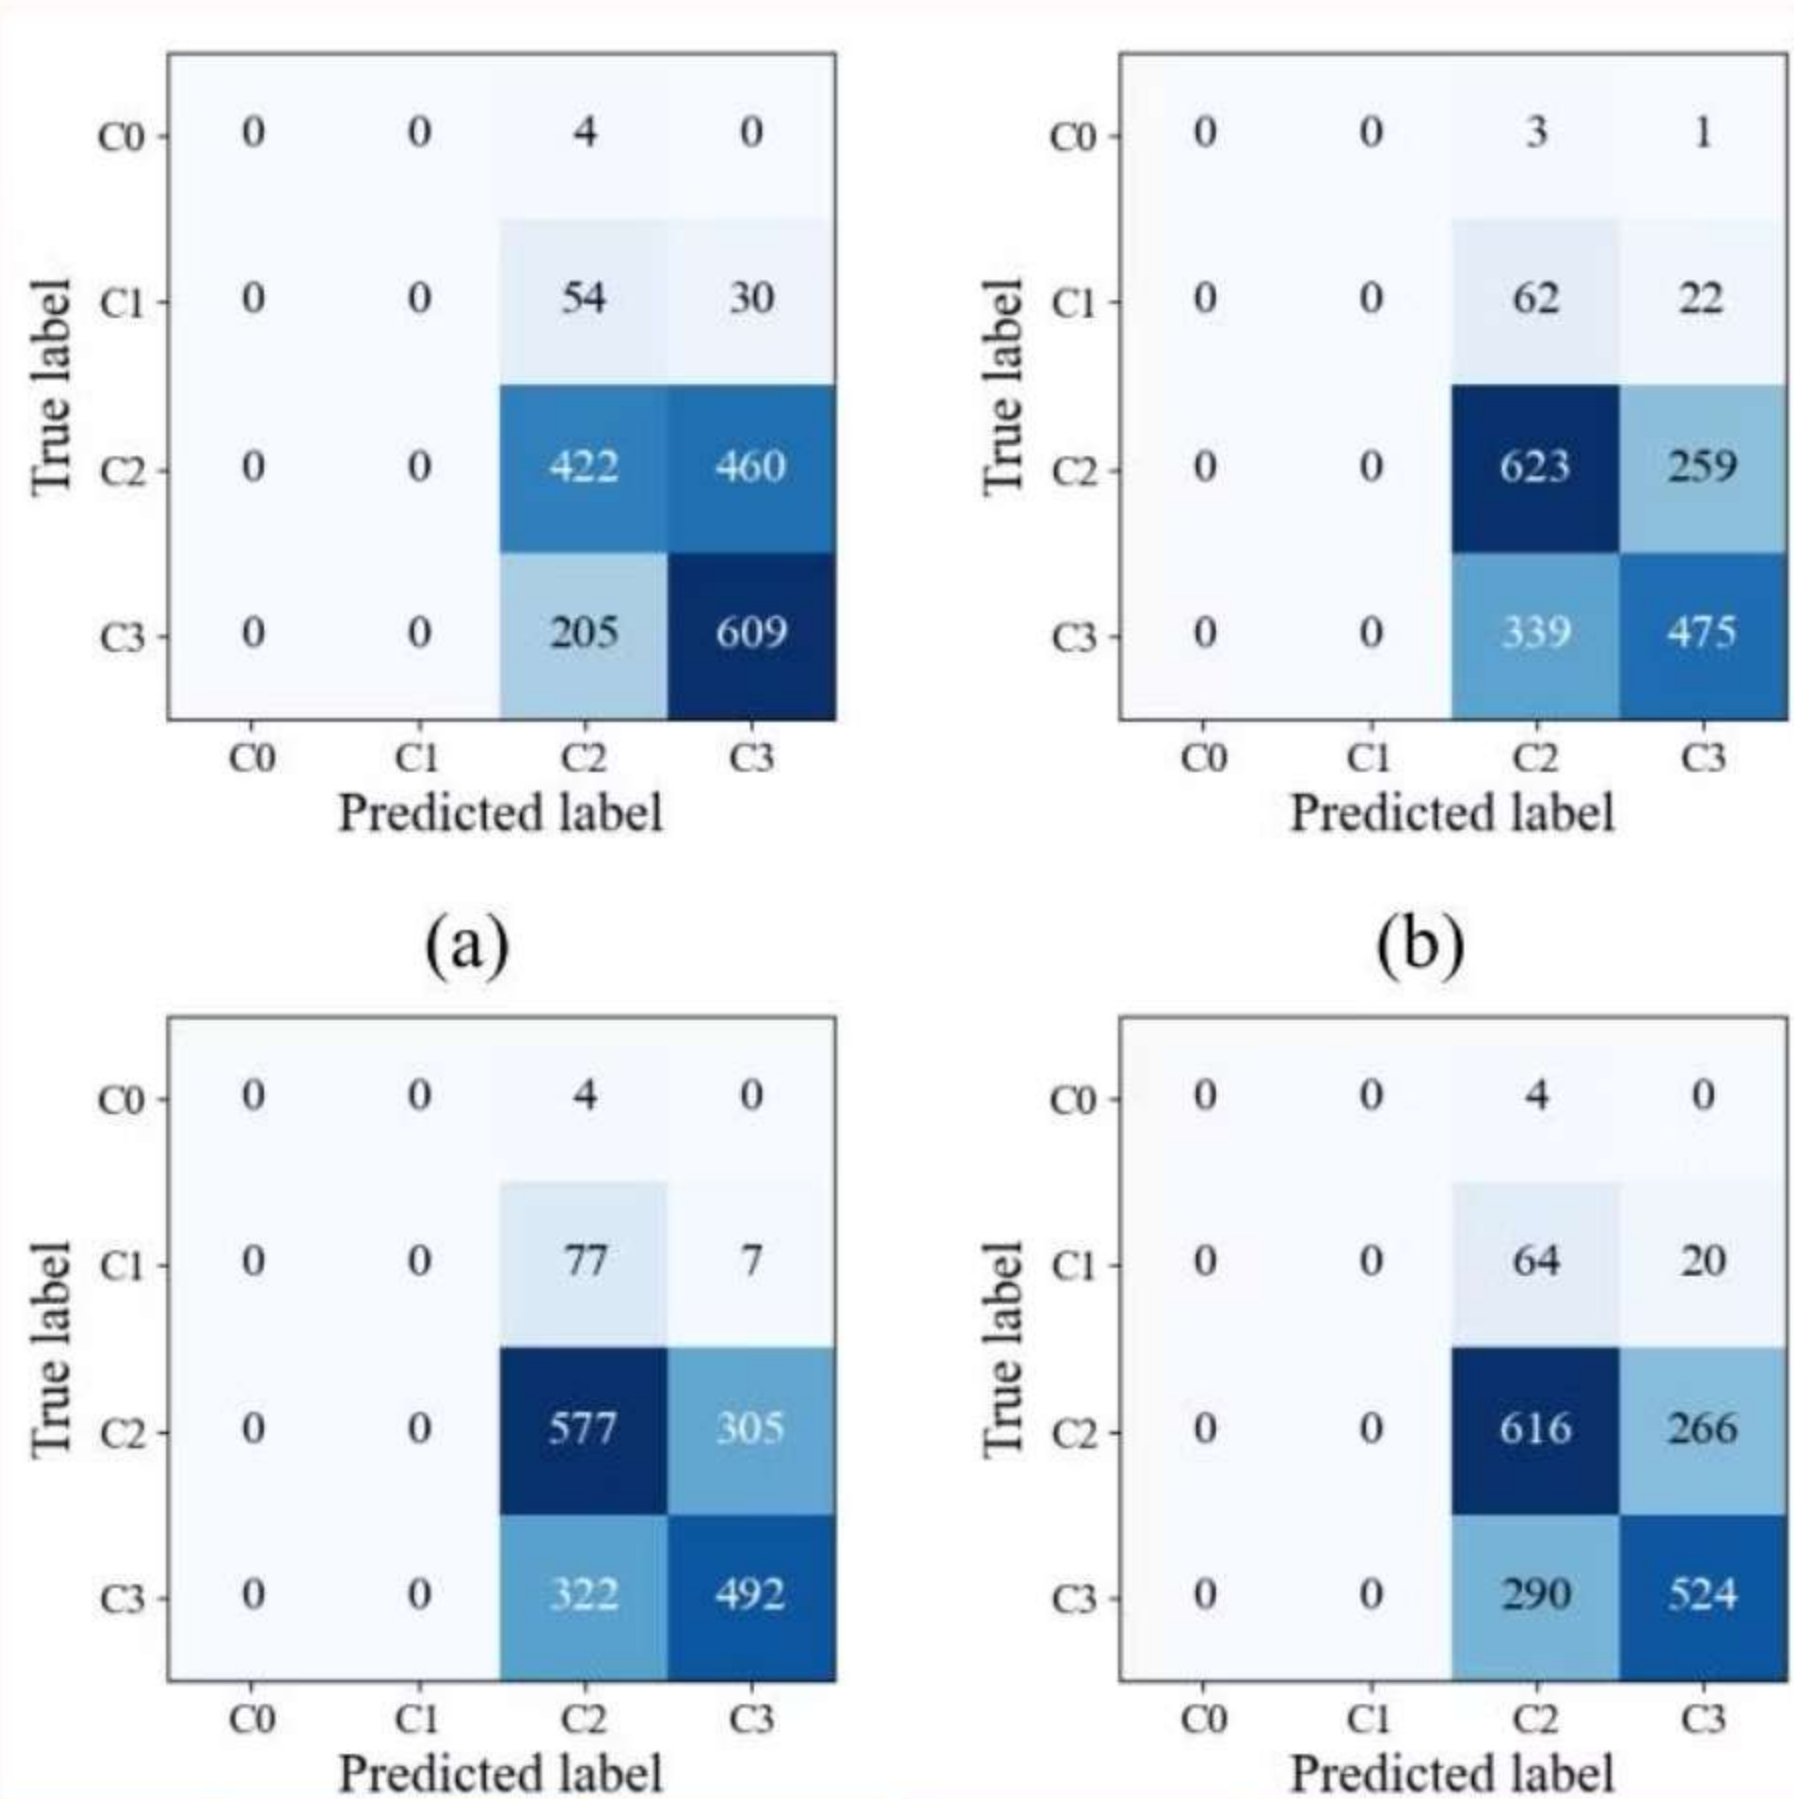 C0 0 0 4 0
C1 0 0 54 30
C2 0 0 422 460
C3 0 0 205 609
True label
C0 C1 C2 C3
Predicted label
(a)
C0 0 0 3 1
C1 0 0 62 22
C2 0 0 623 259
C3 0 0 339 475
True label
C0 C1 C2 C3
Predicted label
(b)
C0 0 0 4 0
C1 0 0 77 7
C2 0 0 577 305
C3 0 0 322 492
True label
C0 C1 C2 C3
Predicted label
C0 0 0 4 0
C1 0 0 64 20
C2 0 0 616 266
C3 0 0 290 524
True label
C0 C1 C2 C3
Predicted label